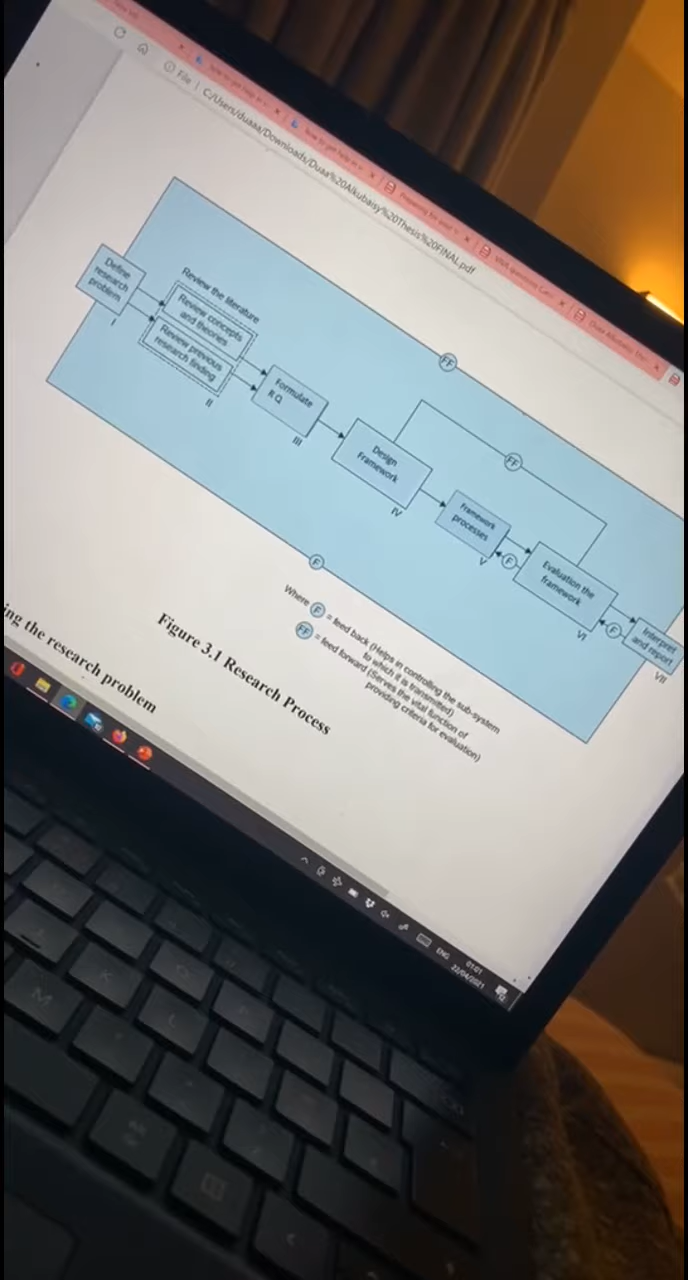 File | C:/Users/duaaa/Downloads/Duaa%20Alkubaisy%20Thesis%20FINAL.pdf
FF
Define
research
problem
I
Review the literature
Review concepts
and theories
Review previous
research finding
II
Formulate
RQ
III
Design
Framework
IV
FF
Framework
processes
V
F
Evaluation the
framework
VI
F
Interpret
and report
VII
F
Where F = feed back (Helps in controlling the sub-system
to which it is transmitted)
FF = feed forward (Serves the vital function of
providing criteria for evaluation)
Figure 3.1 Research Process
ing the research problem
ENG
01:01
22/04/2021